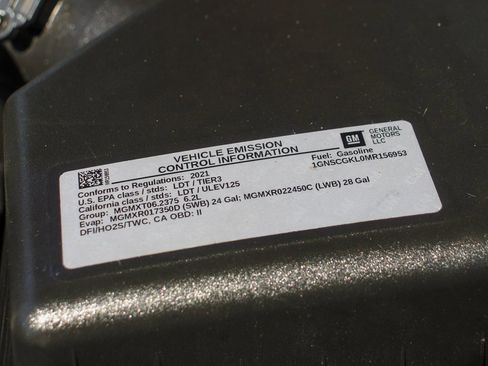 VEHICLE EMISSION
CONTROL INFORMATION
GM
GENERAL
MOTORS
LLC
Conforms to Regulations: 2021
Fuel: Gasoline
U.S. EPA class / stds: LDT / TIER3
1GNSCGKL0MR156953
California class / stds: LDT / ULEV125
Group: MGMXT06.2375 6.2L
Evap: MGMXR017350D (SWB) 24 Gal; MGMXR022450C (LWB) 28 Gal
DFI/HO2S/TWC, CA OBD: II